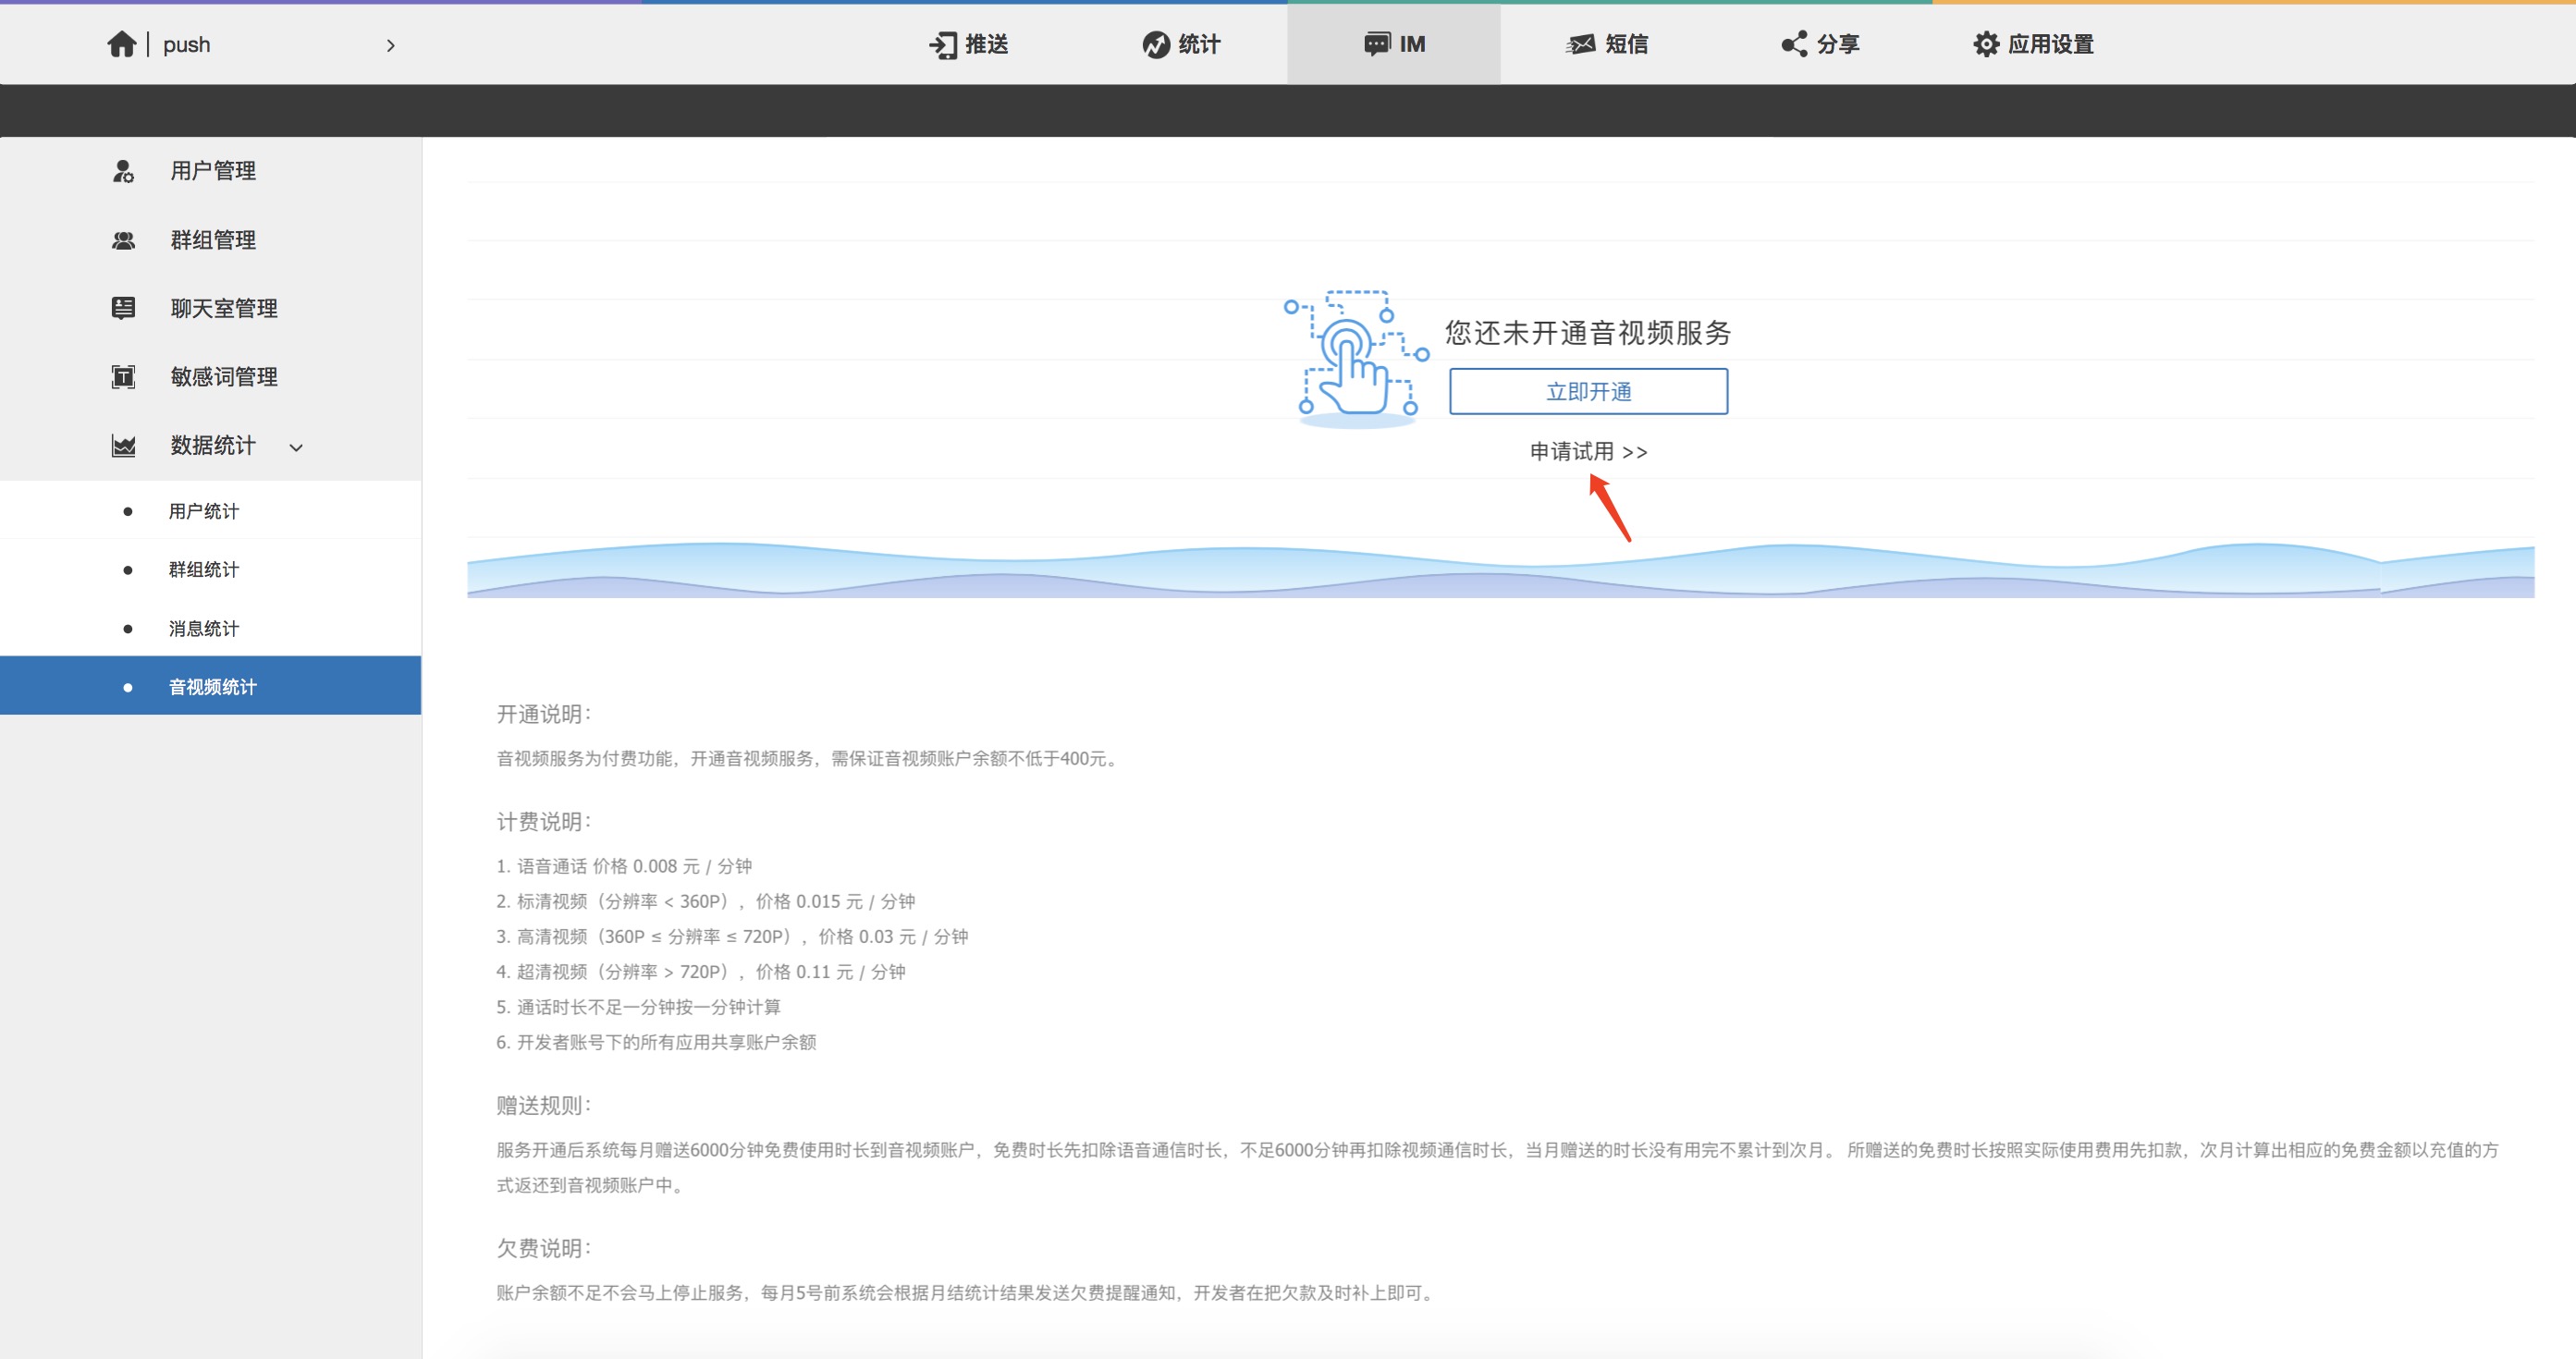 push
推送
统计
IM
短信
分享
应用设置
用户管理
群组管理
聊天室管理
敏感词管理
数据统计
用户统计
群组统计
消息统计
音视频统计
您还未开通音视频服务
立即开通
申请试用 >>
开通说明：
音视频服务为付费功能，开通音视频服务，需保证音视频账户余额不低于400元。
计费说明：
1. 语音通话 价格 0.008 元 / 分钟
2. 标清视频（分辨率 < 360P），价格 0.015 元 / 分钟
3. 高清视频（360P ≤ 分辨率 ≤ 720P），价格 0.03 元 / 分钟
4. 超清视频（分辨率 > 720P），价格 0.11 元 / 分钟
5. 通话时长不足一分钟按一分钟计算
6. 开发者账号下的所有应用共享账户余额
赠送规则：
服务开通后系统每月赠送6000分钟免费使用时长到音视频账户，免费时长先扣除语音通信时长，不足6000分钟再扣除视频通信时长，当月赠送的时长没有用完不累计到次月。 所赠送的免费时长按照实际使用费用先扣款，次月计算出相应的免费金额以充值的方
式返还到音视频账户中。
欠费说明：
账户余额不足不会马上停止服务，每月5号前系统会根据月结统计结果发送欠费提醒通知，开发者在把欠款及时补上即可。